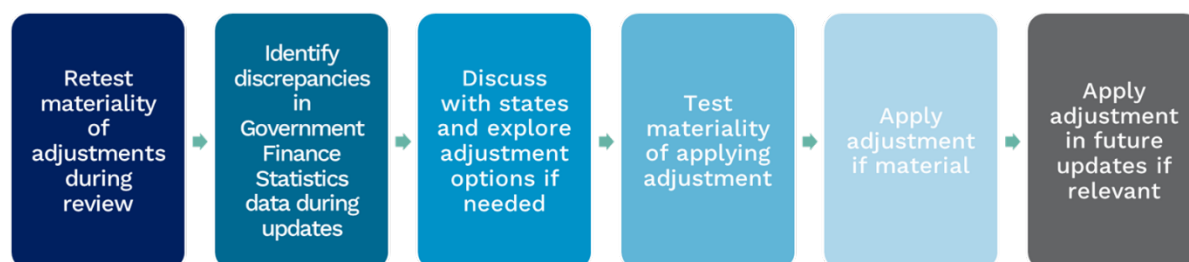 Retest
materiality
of
adjustments
during
review
Identify
discrepancies
in
Government
Finance
Statistics
data during
updates
Discuss
with states
and explore
adjustment
options if
needed
Test
materiality
of applying
adjustment
Apply
adjustment
if material
Apply
adjustment
in future
updates if
relevant